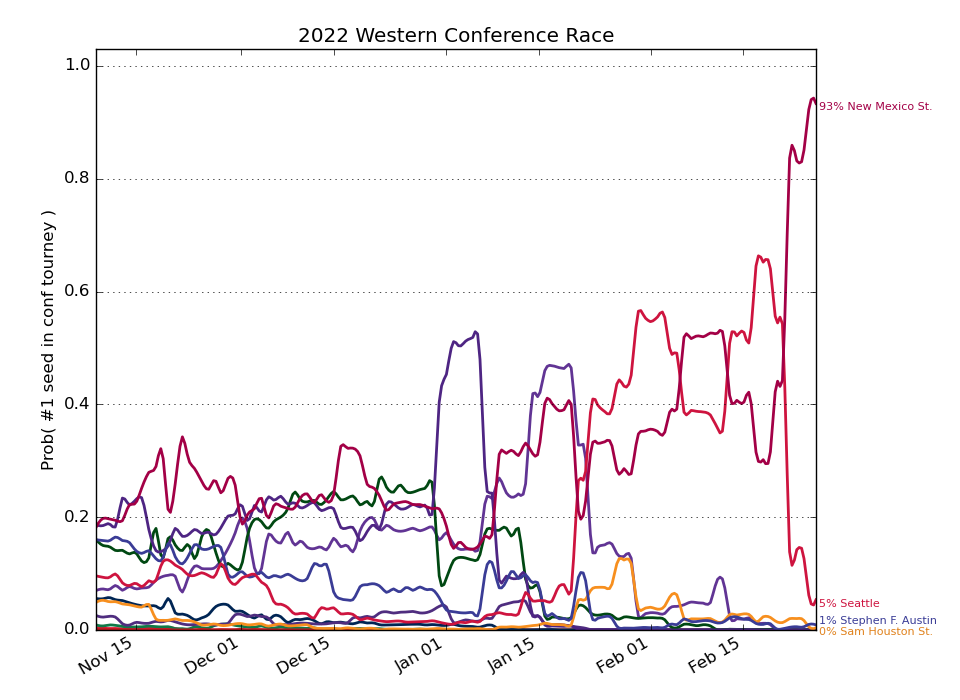 2022 Western Conference Race
Prob( #1 seed in conf tourney )
1.0
0.8
0.6
0.4
0.2
0.0
Nov 15
Dec 01
Dec 15
Jan 01
Jan 15
Feb 01
Feb 15
93% New Mexico St.
5% Seattle
1% Stephen F. Austin
0% Sam Houston St.